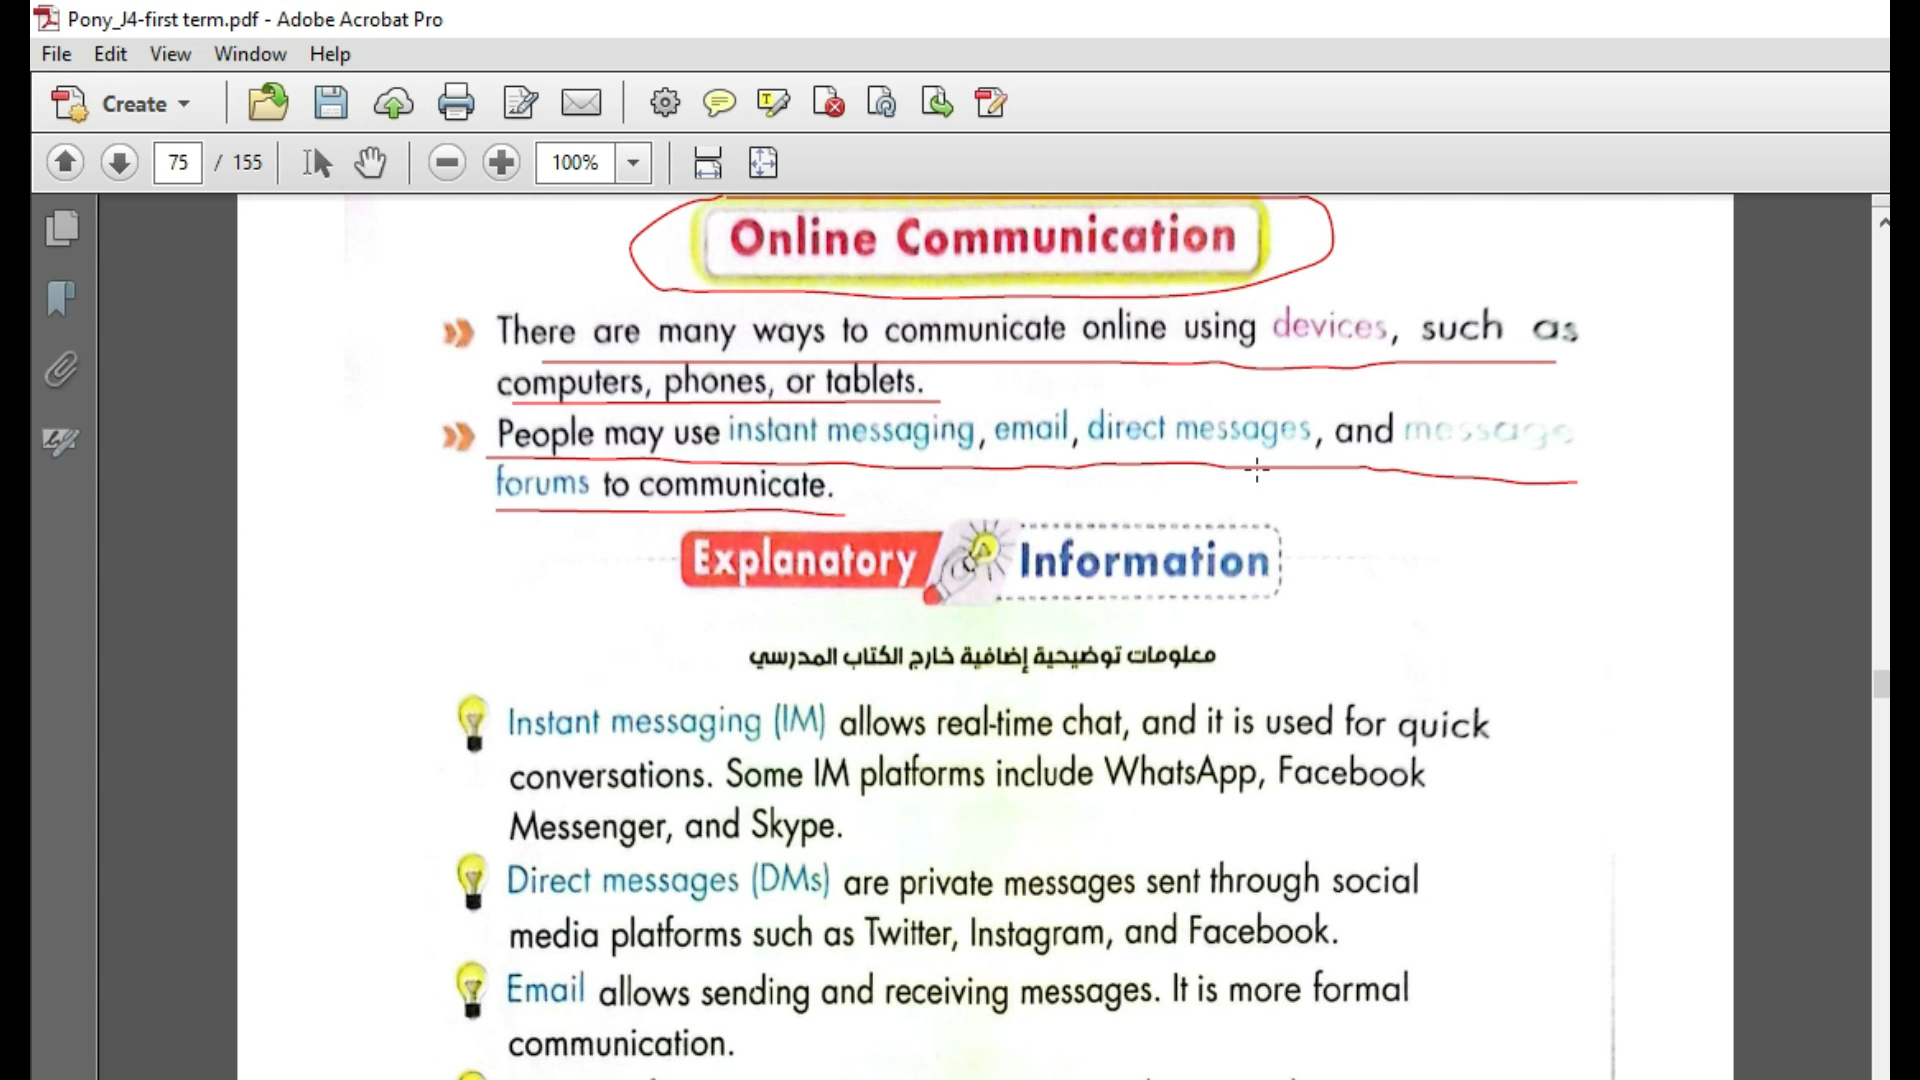 Pony_J4-first term.pdf - Adobe Acrobat Pro
File Edit View Window Help
Create
75 / 155 100%
Online Communication
There are many ways to communicate online using devices, such as
computers, phones, or tablets.
People may use instant messaging, email, direct messages, and message
forums to communicate.
Explanatory Information
معلومات توضيحية إضافية خارج الكتاب المدرسي
Instant messaging (IM) allows real-time chat, and it is used for quick
conversations. Some IM platforms include WhatsApp, Facebook
Messenger, and Skype.
Direct messages (DMs) are private messages sent through social
media platforms such as Twitter, Instagram, and Facebook.
Email allows sending and receiving messages. It is more formal
communication.